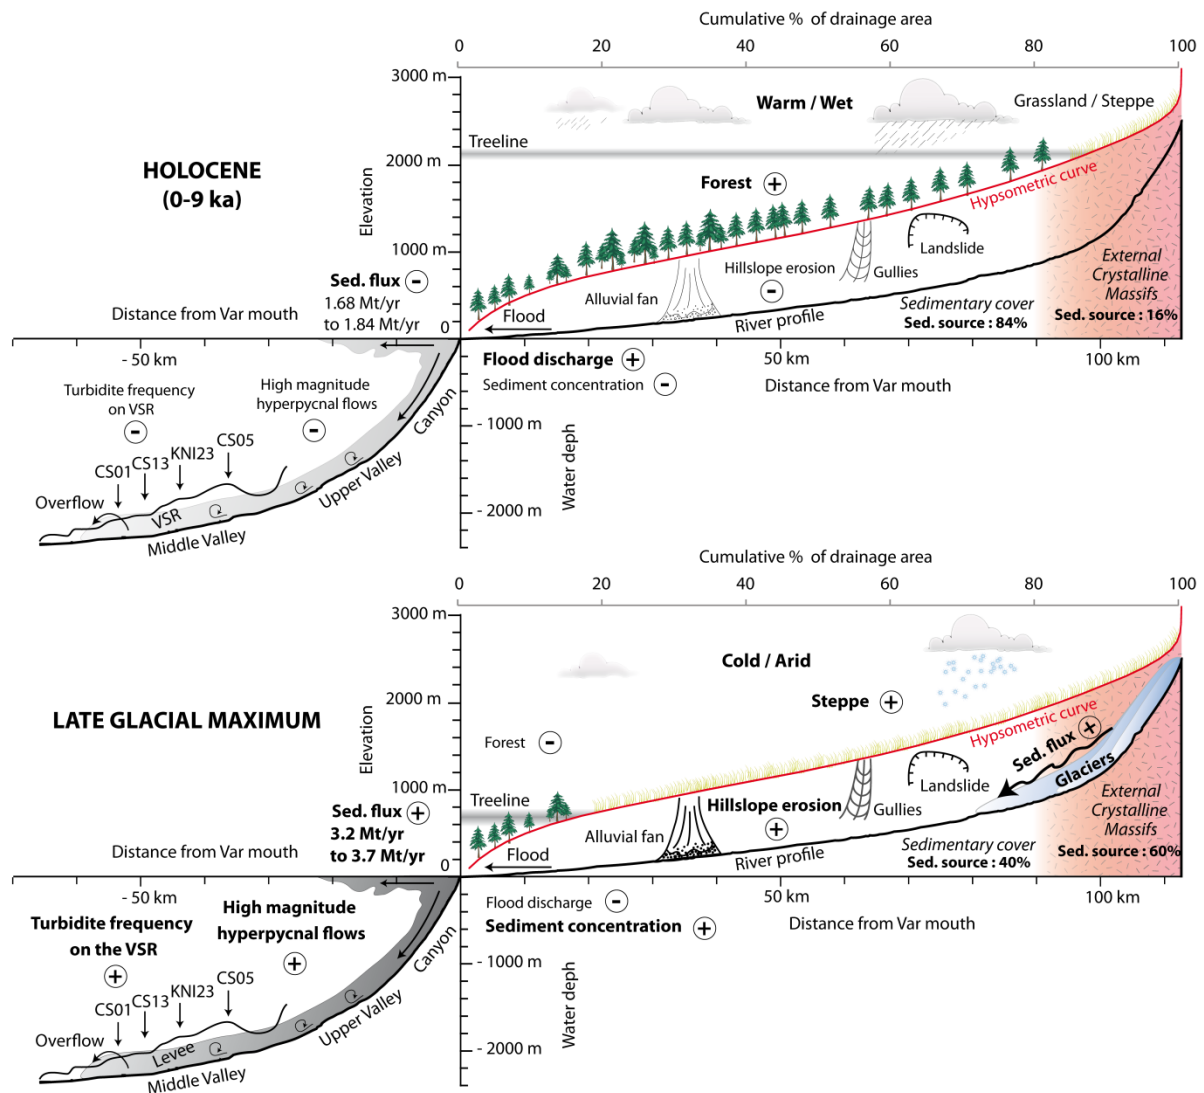 Cumulative % of drainage area
0 20 40 60 80 100
3000 m
Warm / Wet
Grassland / Steppe
Treeline
2000 m
HOLOCENE
(0-9 ka)
Elevation
Forest +
Hypsometric curve
1000 m
Landslide
Sed. flux -
1.68 Mt/yr
to 1.84 Mt/yr
Hillslope erosion
-
Gullies
Alluvial fan
External
Crystalline
Massifs
Sed. source : 16%
Sedimentary cover
Sed. source : 84%
Distance from Var mouth
Flood
River profile
0
- 50 km
50 km
100 km
Flood discharge +
Sediment concentration -
Distance from Var mouth
Turbidite frequency
on VSR
-
High magnitude
hyperpycnal flows
-
Canyon
- 1000 m
Water deph
CS01
CS13
KNI23
CS05
Upper Valley
Overflow
VSR
Middle Valley
- 2000 m
Cumulative % of drainage area
0 20 40 60 80 100
3000 m
Cold / Arid
LATE GLACIAL MAXIMUM
2000 m
Steppe +
Elevation
Forest -
Hypsometric curve
Sed. flux +
Glaciers
1000 m
Treeline
Landslide
Sed. flux +
3.2 Mt/yr
to 3.7 Mt/yr
Hillslope erosion
+
Gullies
Alluvial fan
External
Crystalline
Massifs
Sed. source : 60%
Sedimentary cover
Sed. source : 40%
Distance from Var mouth
Flood
River profile
0
- 50 km
50 km
100 km
Flood discharge -
Sediment concentration +
Distance from Var mouth
Turbidite frequency
on the VSR
+
High magnitude
hyperpycnal flows
+
Canyon
- 1000 m
Water deph
CS01
CS13
KNI23
CS05
Upper Valley
Overflow
Levee
Middle Valley
- 2000 m